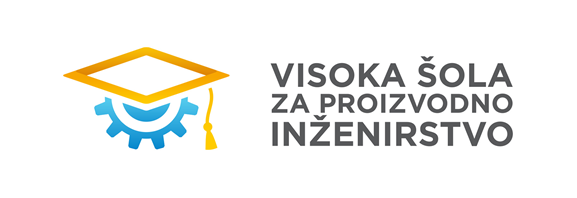 VISOKA ŠOLA
ZA PROIZVODNO
INŽENIRSTVO